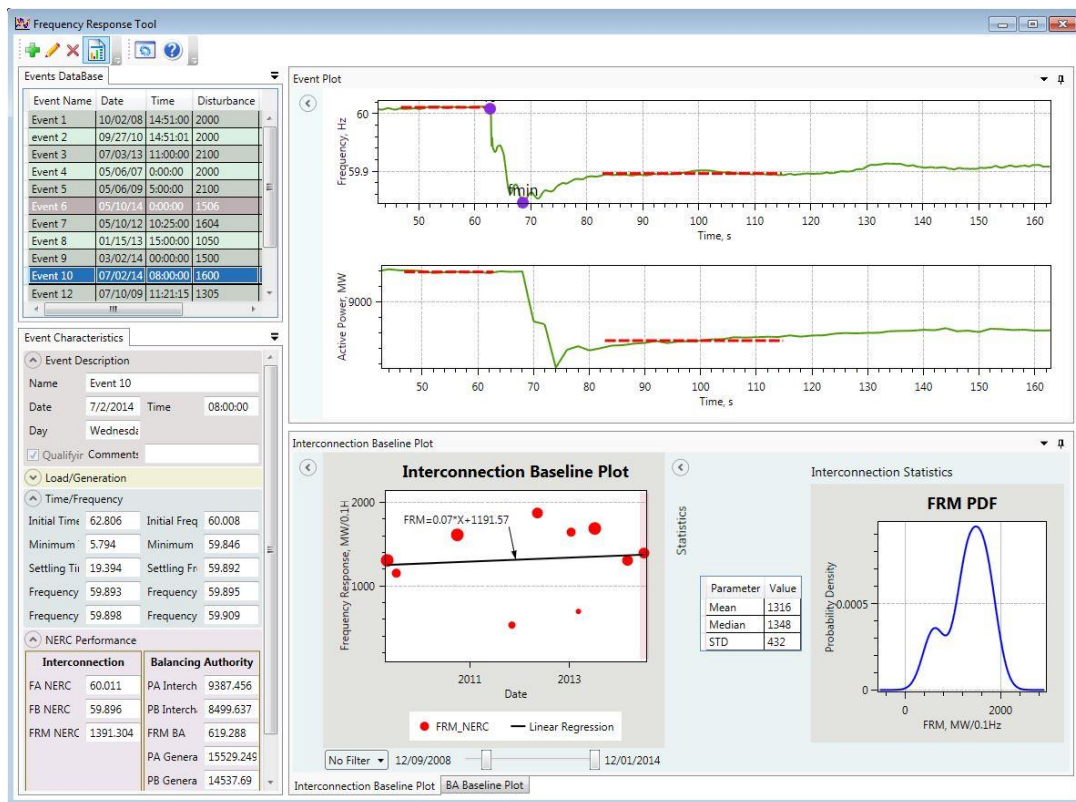 Frequency Response Tool
Events DataBase
Event Name Date Time Disturbance
Event 1 10/02/08 14:51:00 2000
event 2 09/27/10 14:51:01 2000
Event 3 07/03/13 11:00:00 2100
Event 4 05/06/07 0:00:00 2000
Event 5 05/06/09 5:00:00 2100
Event 6 05/10/14 0:00:00 1506
Event 7 05/10/12 10:25:00 1604
Event 8 01/15/13 15:00:00 1050
Event 9 03/02/14 00:00:00 1500
Event 10 07/02/14 08:00:00 1600
Event 12 07/10/09 11:21:15 1305
Event Characteristics
Event Description
Name Event 10
Date 7/2/2014 Time 08:00:00
Day Wednesda
Qualifyin Comments
Load/Generation
Time/Frequency
Initial Time 62.806 Initial Freq 60.008
Minimum 5.794 Minimum 59.846
Settling Ti 19.394 Settling Fr 59.892
Frequency 59.893 Frequency 59.895
Frequency 59.898 Frequency 59.909
NERC Performance
Interconnection Balancing Authority
FA NERC 60.011 PA Interch 9387.456
FB NERC 59.896 PB Interch 8499.637
FRM NERC 1391.304 FRM BA 619.288
PA Genera 15529.249
PB Genera 14537.69
Event Plot
Frequency, Hz
60
59.9
fmin
50 60 70 80 90 100 110 120 130 140 150 160
Time, s
Active Power, MW
9000
50 60 70 80 90 100 110 120 130 140 150 160
Time, s
Interconnection Baseline Plot
Interconnection Baseline Plot
Frequency Response, MW/0.1H
2000
1000
FRM=0.07*X+1191.57
2011 2013
Date
FRM_NERC Linear Regression
No Filter 12/09/2008 12/01/2014
Interconnection Baseline Plot BA Baseline Plot
Statistics
Interconnection Statistics
Parameter Value
Mean 1316
Median 1348
STD 432
FRM PDF
Probability Density
0.0005
0
0 2000
FRM, MW/0.1Hz